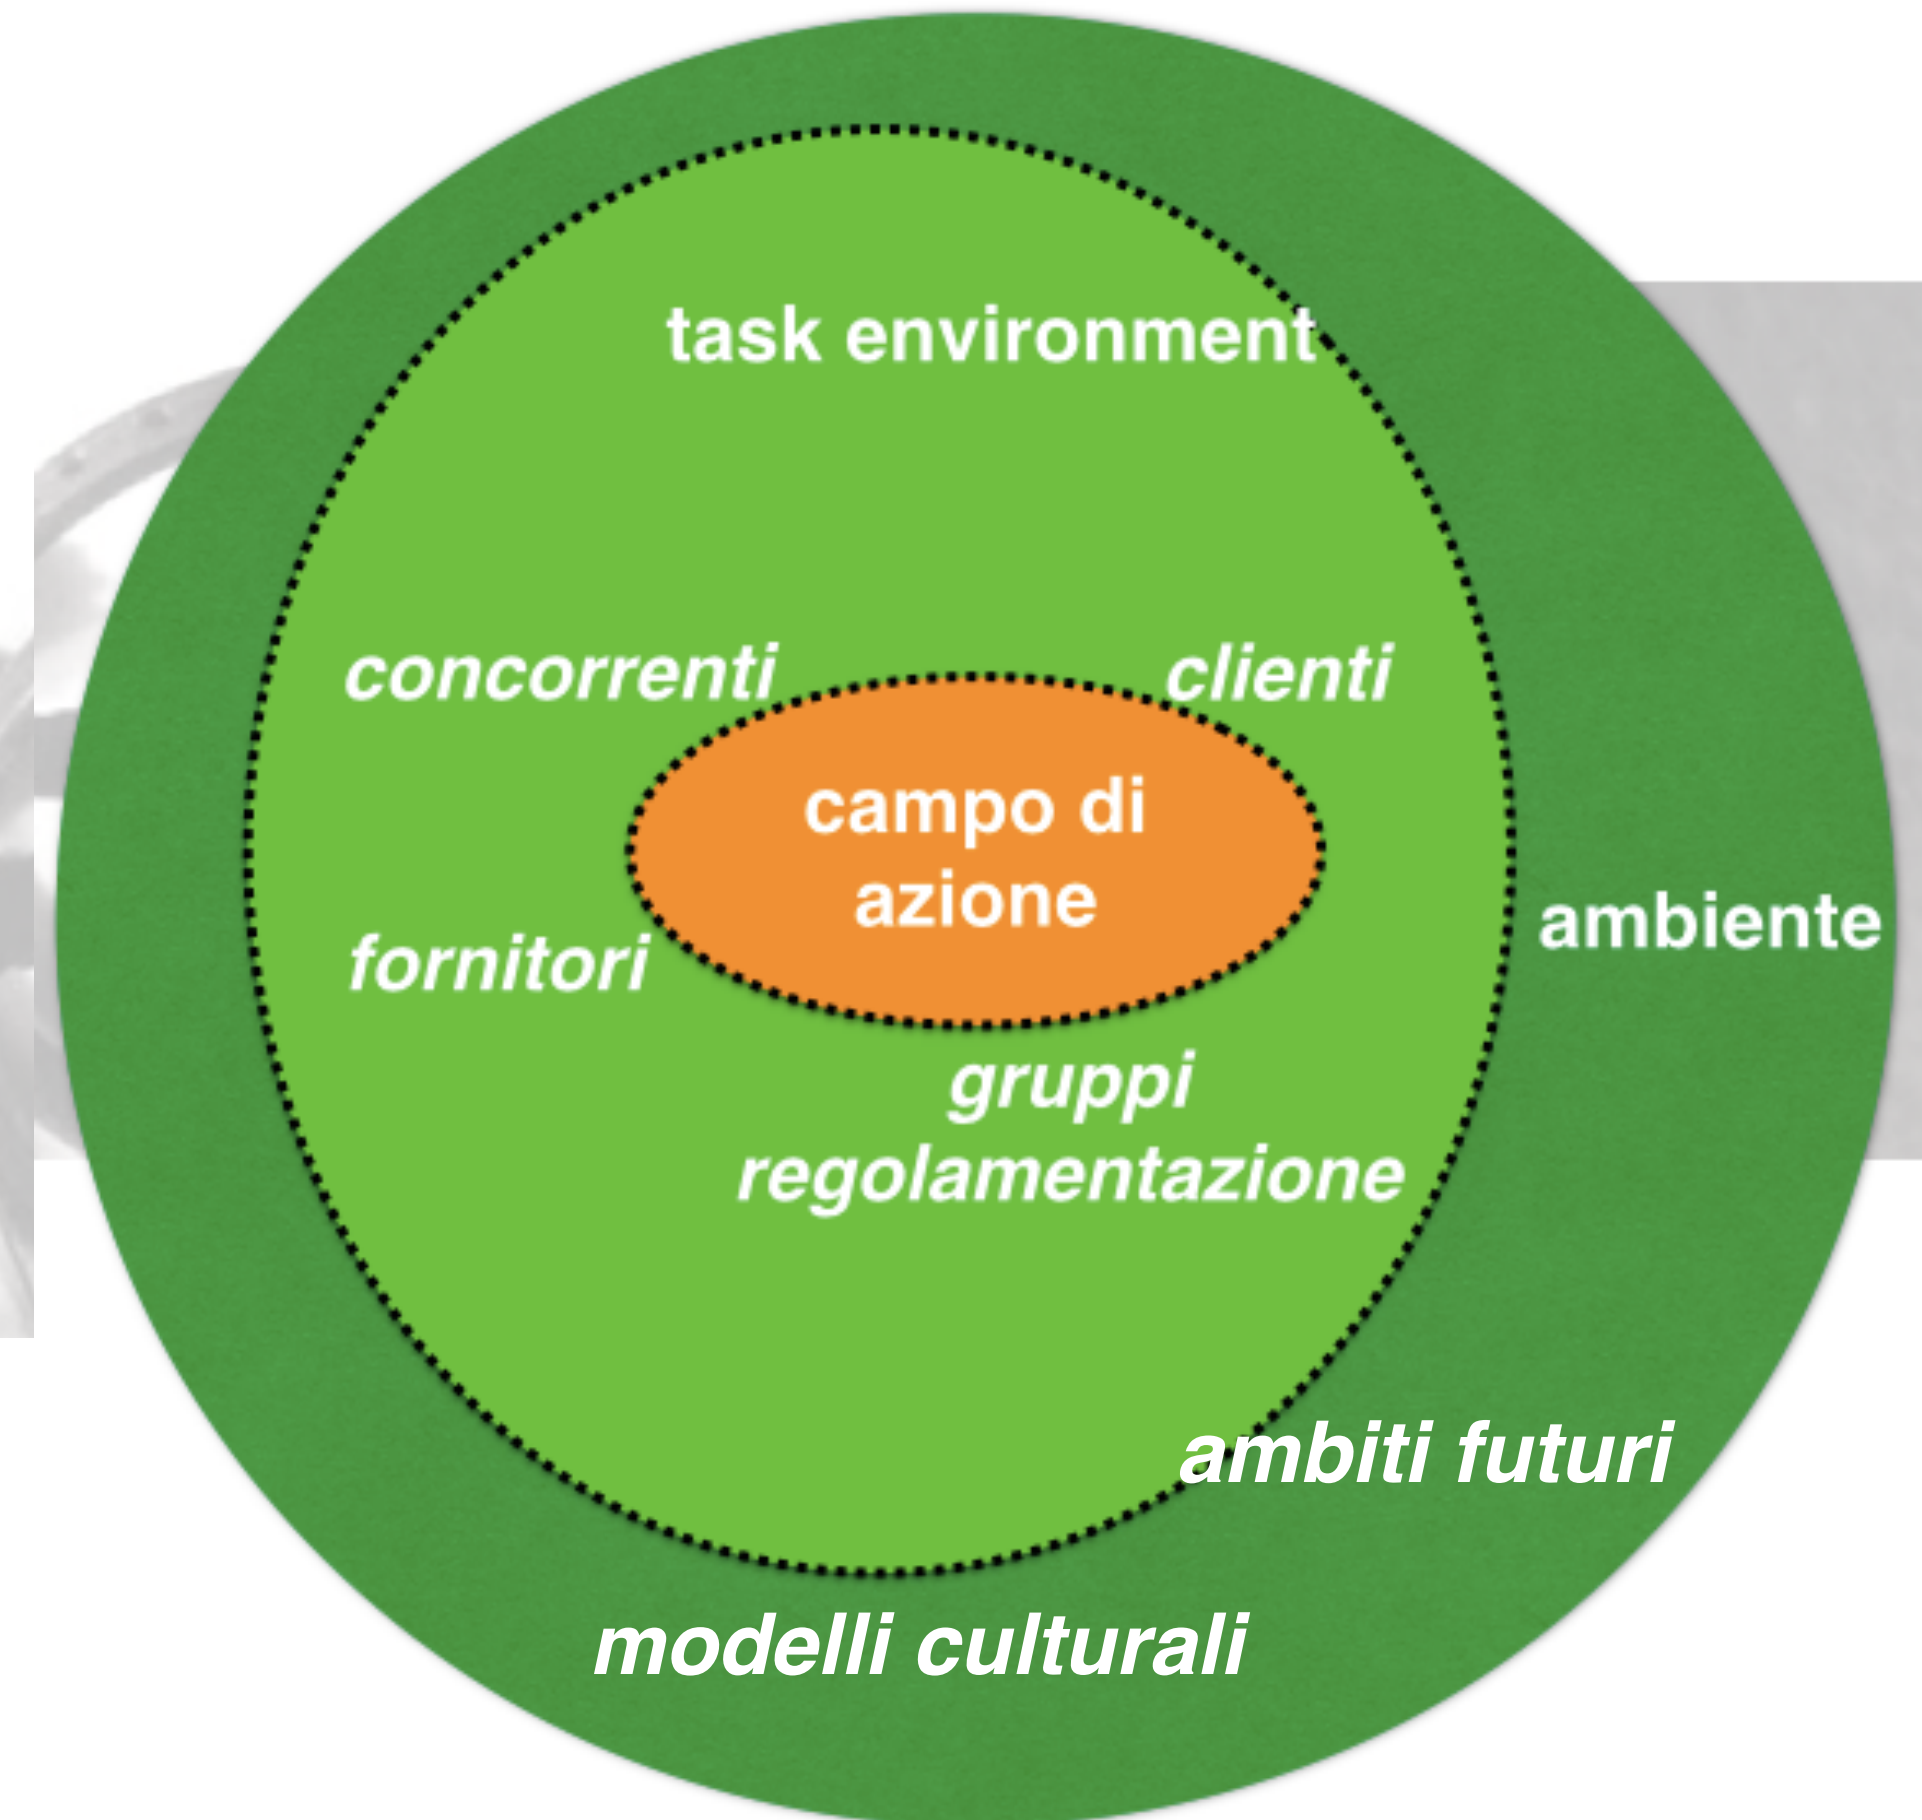 task environment
concorrenti
clienti
campo di
azione
ambiente
fornitori
gruppi
regolamentazione
ambiti futuri
modelli culturali